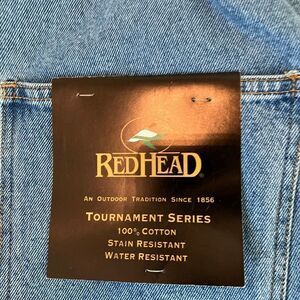 REDHEAD
AN OUTDOOR TRADITION SINCE 1856
TOURNAMENT SERIES
100% COTTON
STAIN RESISTANT
WATER RESISTANT